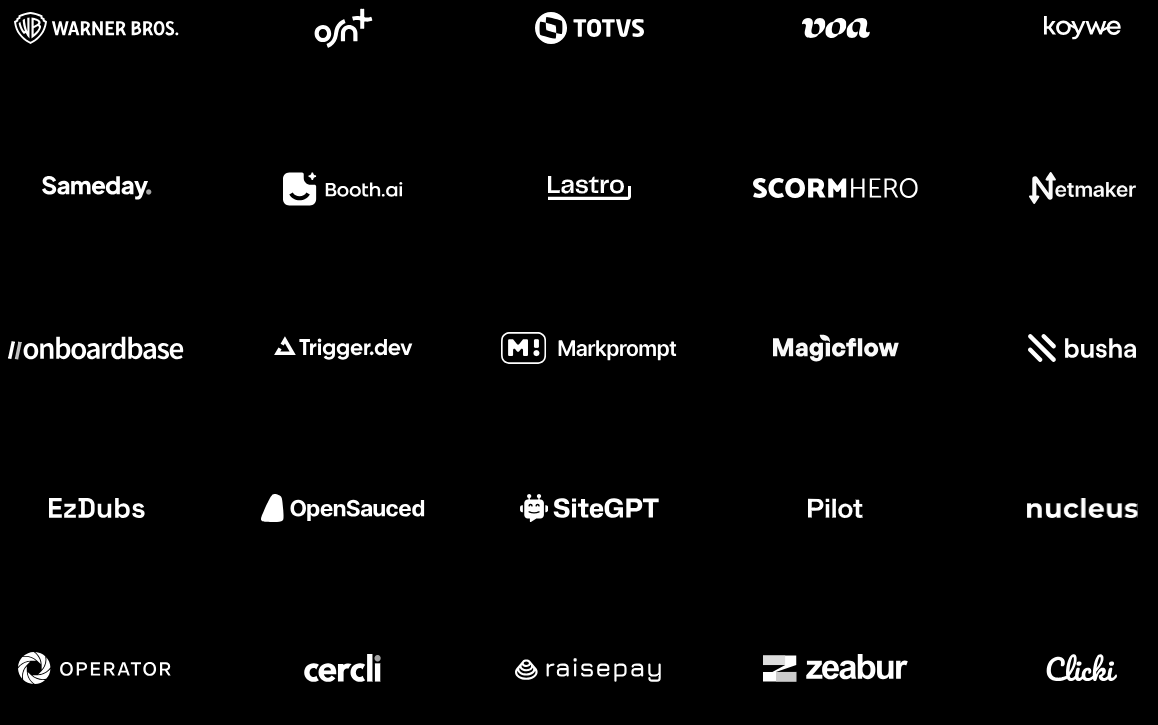 WB WARNER BROS.
osn+
TOTVS
voa
koywe
Sameday.
Booth.ai
Lastro
SCORMHERO
Netmaker
//onboardbase
Trigger.dev
M! Markprompt
Magicflow
busha
EzDubs
OpenSauced
SiteGPT
Pilot
nucleus
OPERATOR
cercli
raisepay
zeabur
Clicki